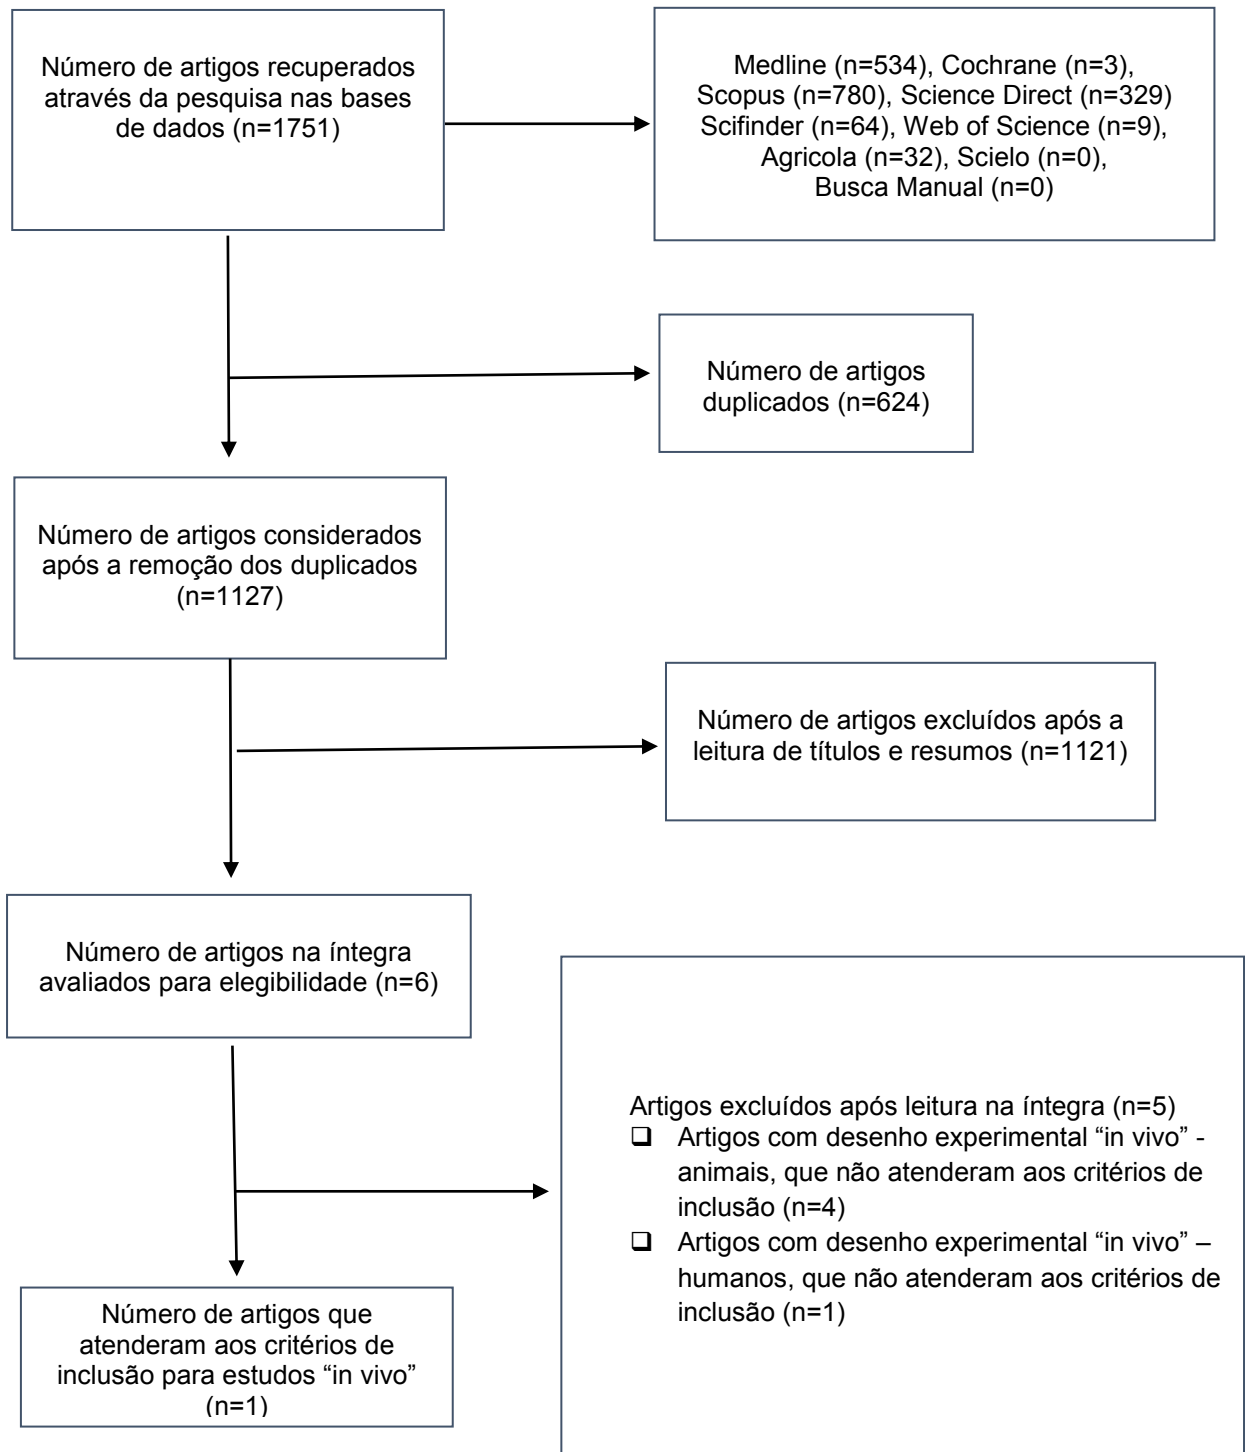 Número de artigos recuperados
através da pesquisa nas bases
de dados (n=1751)
Medline (n=534), Cochrane (n=3),
Scopus (n=780), Science Direct (n=329)
Scifinder (n=64), Web of Science (n=9),
Agricola (n=32), Scielo (n=0),
Busca Manual (n=0)
Número de artigos
duplicados (n=624)
Número de artigos considerados
após a remoção dos duplicados
(n=1127)
Número de artigos excluídos após a
leitura de títulos e resumos (n=1121)
Número de artigos na íntegra
avaliados para elegibilidade (n=6)
Artigos excluídos após leitura na íntegra (n=5)
❑ Artigos com desenho experimental “in vivo” -
animais, que não atenderam aos critérios de
inclusão (n=4)
❑ Artigos com desenho experimental “in vivo” –
humanos, que não atenderam aos critérios de
inclusão (n=1)
Número de artigos que
atenderam aos critérios de
inclusão para estudos “in vivo”
(n=1)